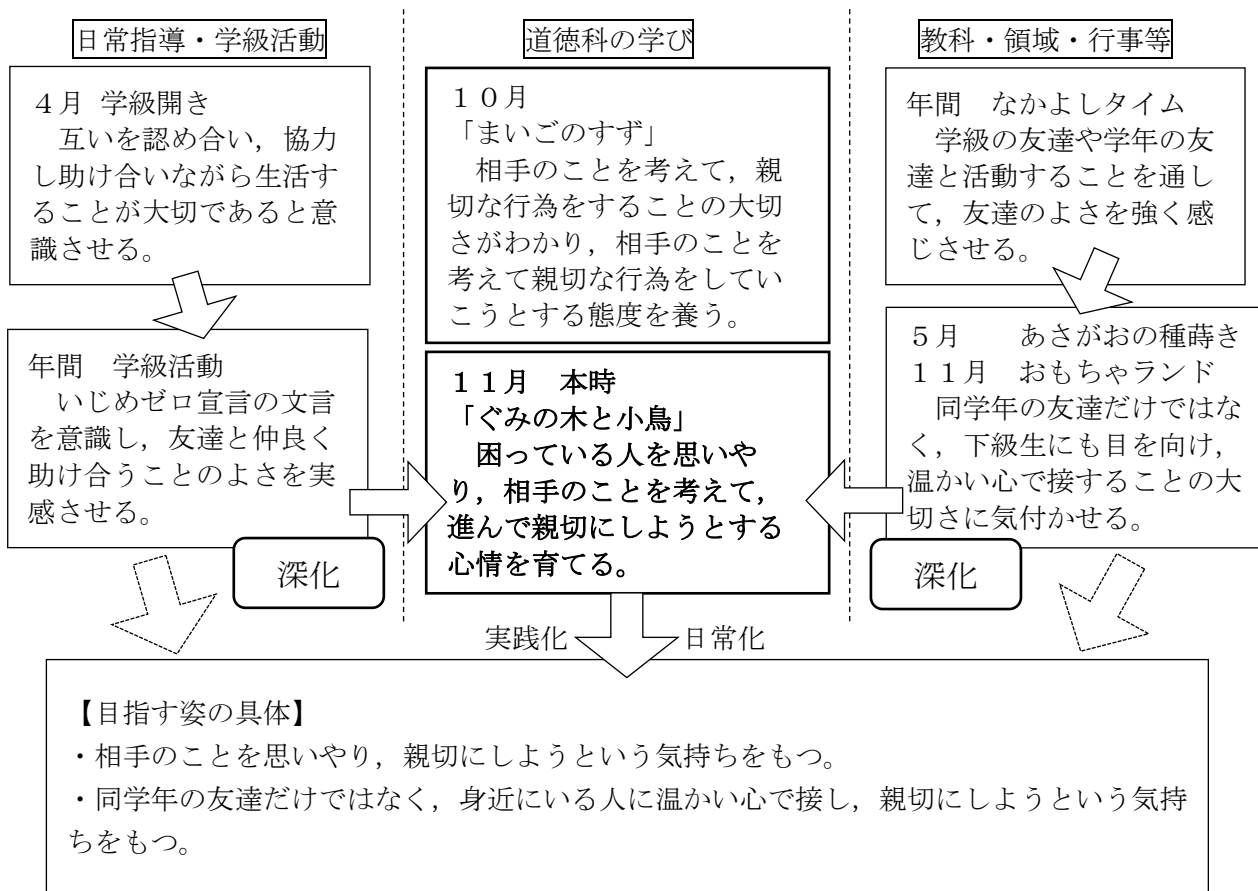 日常指導・学級活動
４月 学級開き
互いを認め合い，協力
し助け合いながら生活す
ることが大切であると意
識させる。
年間　学級活動
いじめゼロ宣言の文言
を意識し，友達と仲良く
助け合うことのよさを実
感させる。
深化
道徳科の学び
１０月
「まいごのすず」
相手のことを考えて，親
切な行為をすることの大切
さがわかり，相手のことを
考えて親切な行為をしてい
こうとする態度を養う。
１１月　本時
「ぐみの木と小鳥」
困っている人を思いや
り，相手のことを考えて，
進んで親切にしようとする
心情を育てる。
教科・領域・行事等
年間　なかよしタイム
学級の友達や学年の友
達と活動することを通し
て，友達のよさを強く感
じさせる。
５月　　あさがおの種蒔き
１１月　おもちゃランド
同学年の友達だけではな
く，下級生にも目を向け，
温かい心で接することの大
切さに気付かせる。
深化
実践化　日常化
【目指す姿の具体】
・相手のことを思いやり，親切にしようという気持ちをもつ。
・同学年の友達だけではなく，身近にいる人に温かい心で接し，親切にしようという気持
ちをもつ。